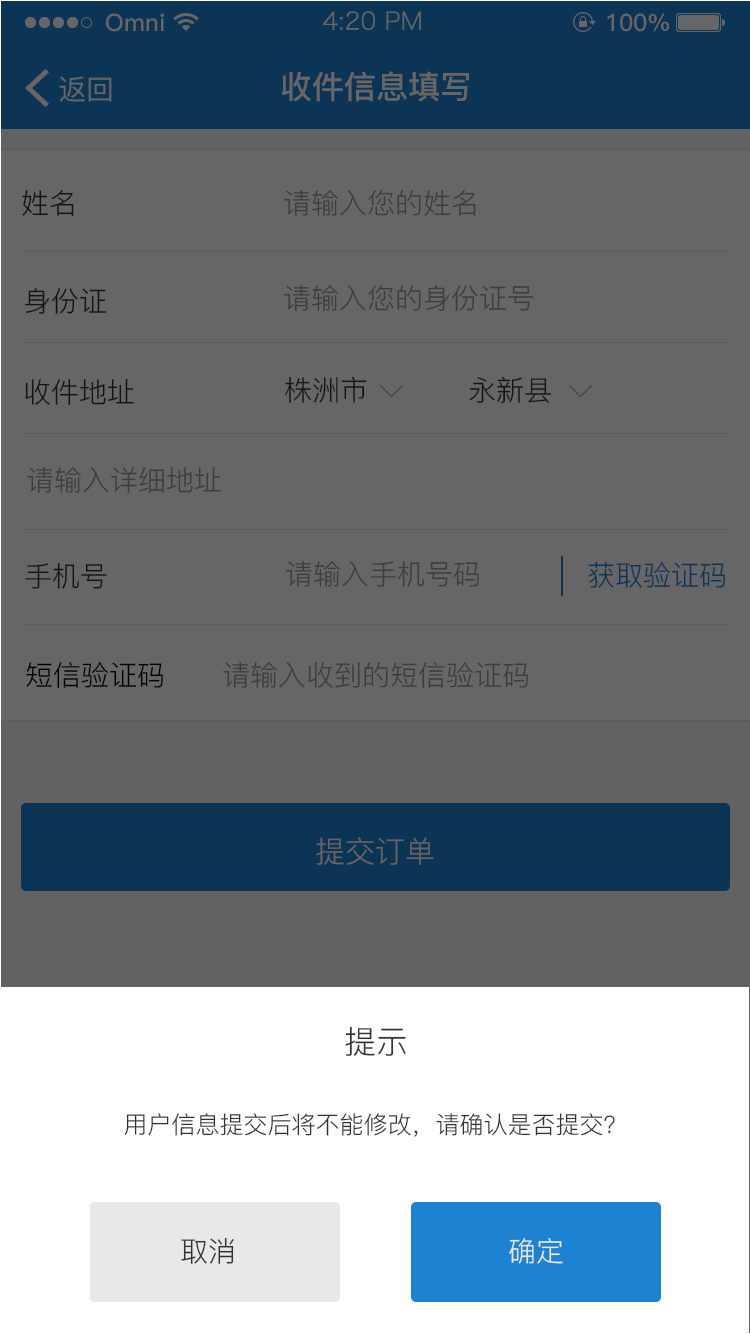 Omni 4:20 PM 100%
返回 收件信息填写
姓名 请输入您的姓名
身份证 请输入您的身份证号
收件地址 株洲市 永新县
请输入详细地址
手机号 请输入手机号码 获取验证码
短信验证码 请输入收到的短信验证码
提交订单
提示
用户信息提交后将不能修改，请确认是否提交？
取消 确定